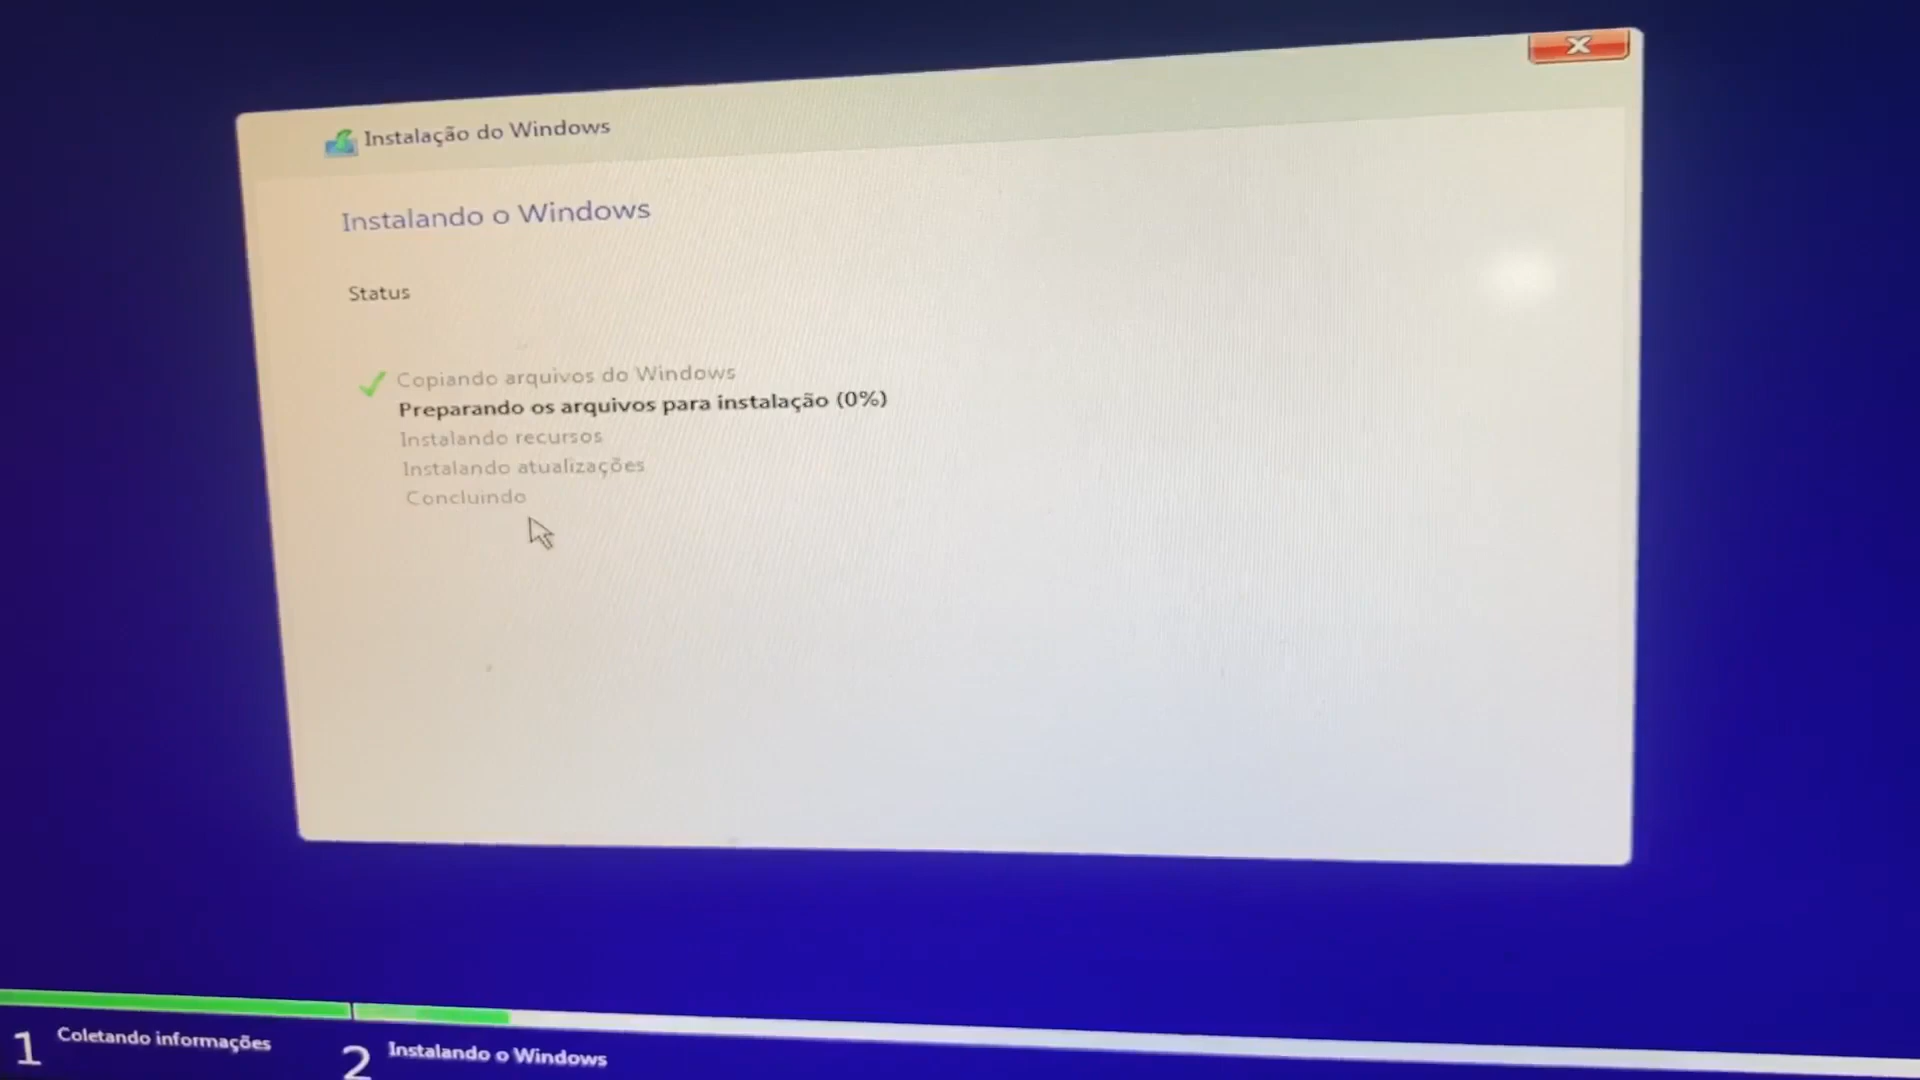 Instalação do Windows
Instalando o Windows
Status
Copiando arquivos do Windows
Preparando os arquivos para instalação (0%)
Instalando recursos
Instalando atualizações
Concluindo
1 Coletando informações
2 Instalando o Windows